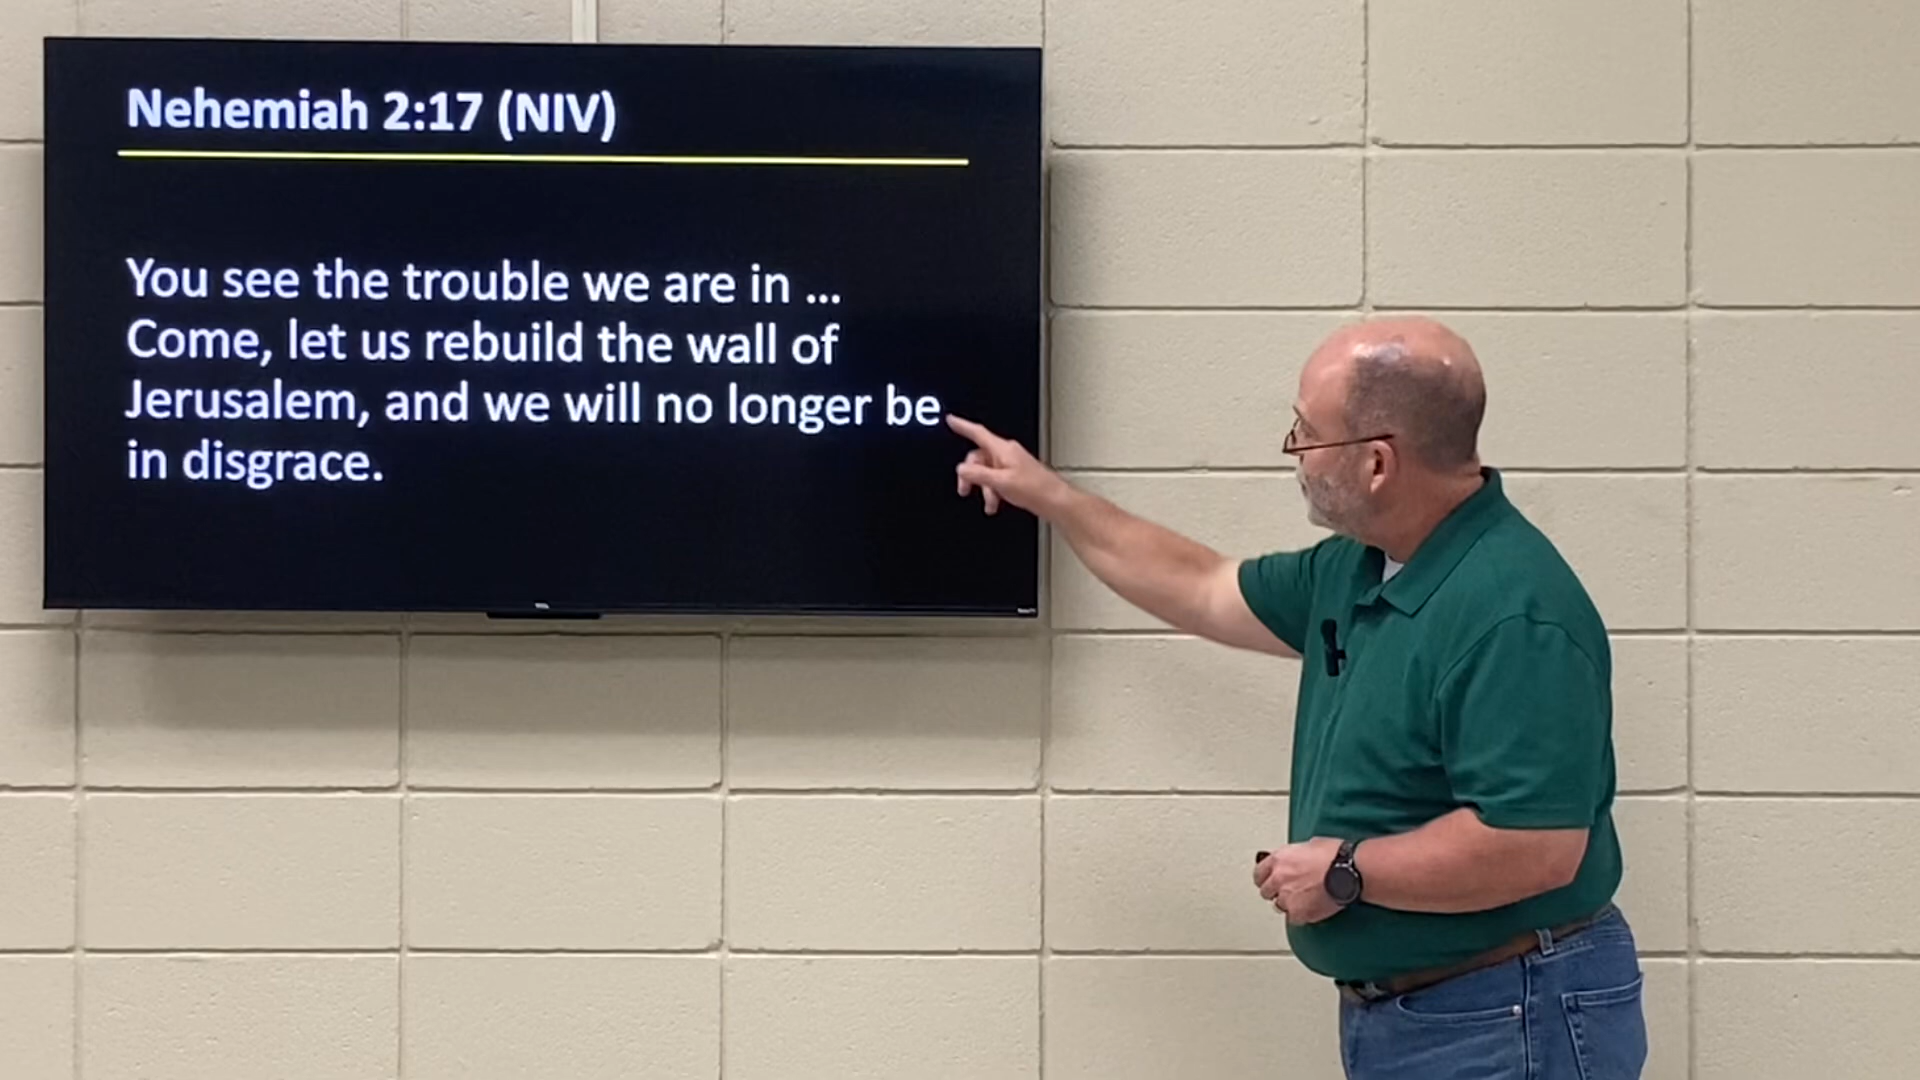 Nehemiah 2:17 (NIV)
You see the trouble we are in ...
Come, let us rebuild the wall of
Jerusalem, and we will no longer be
in disgrace.